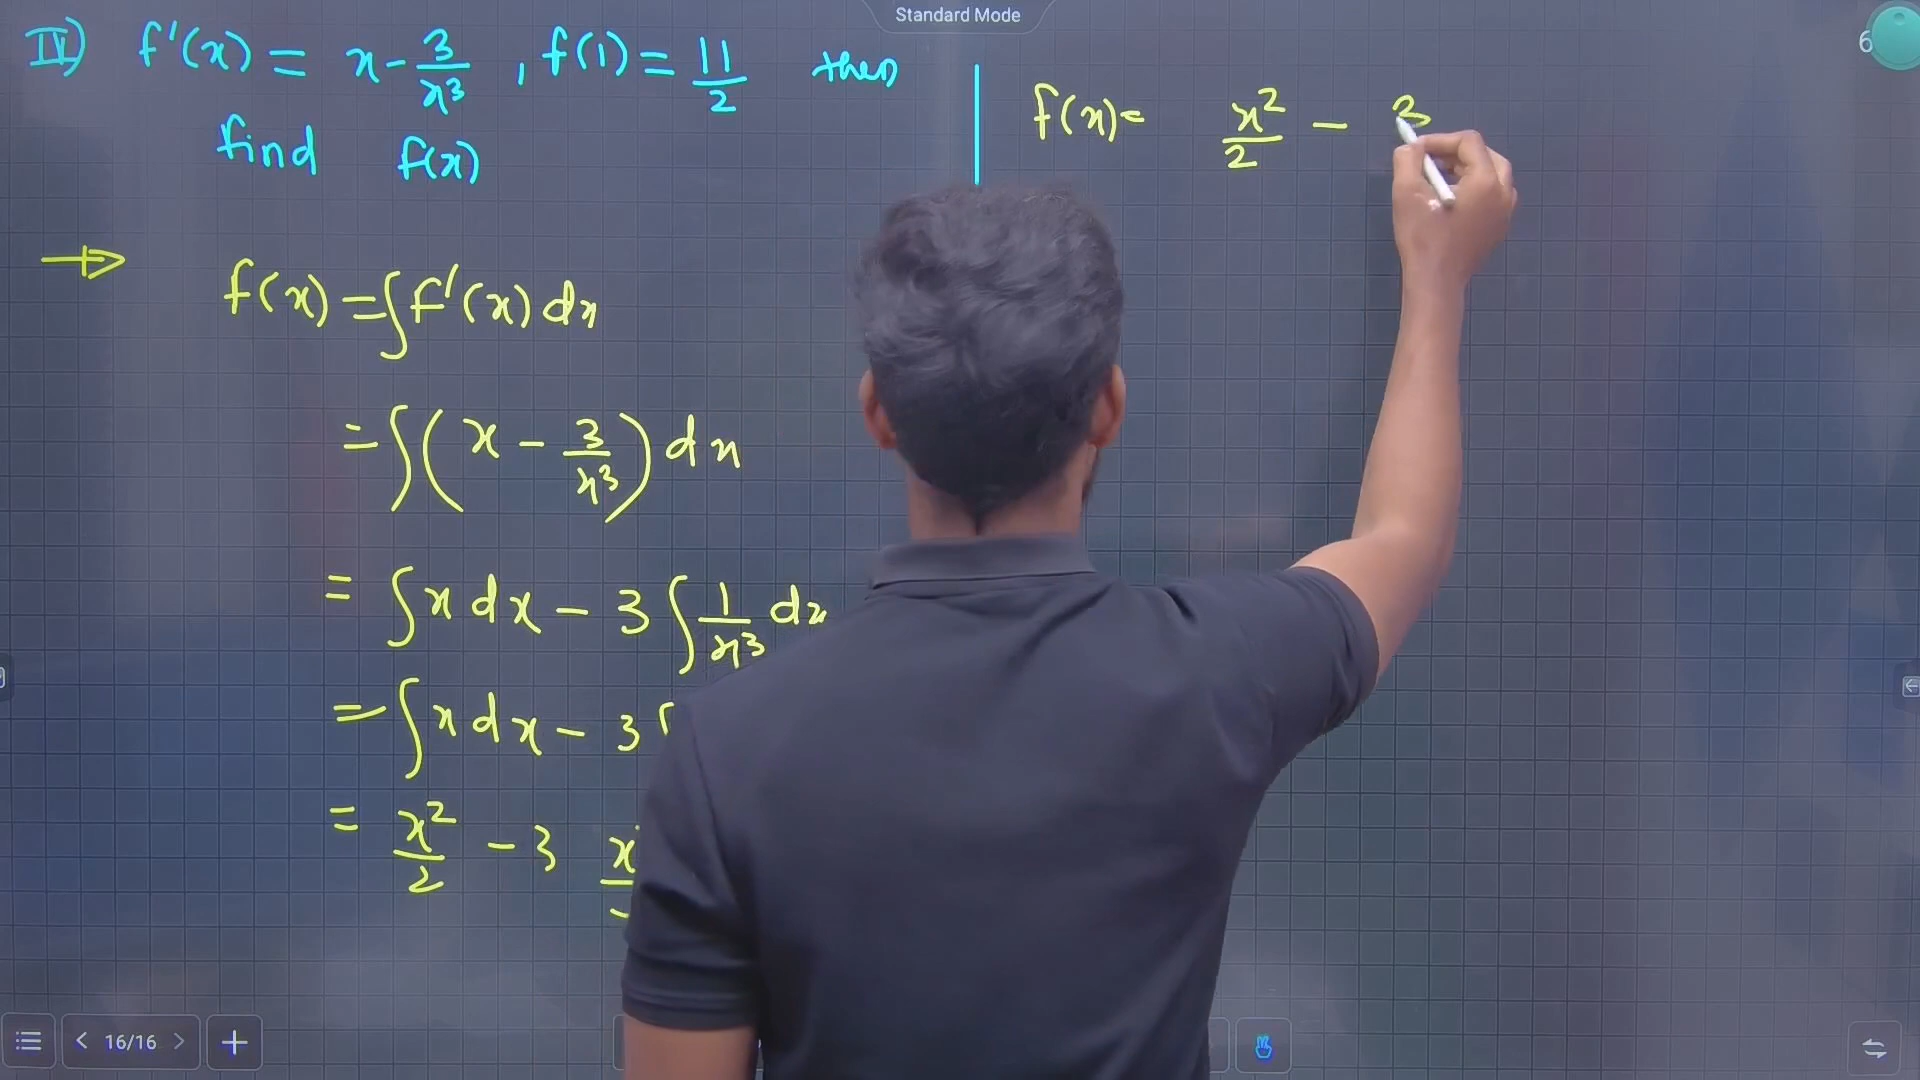 Standard Mode
6
IV) f'(x) = x - 3/x³ , f(1) = 11/2 then
find f(x)
f(x) = ∫ f'(x) dx
= ∫ ( x - 3/x³ ) dx
= ∫ x dx - 3 ∫ 1/x³ dx
= ∫ x dx - 3 ∫
= x²/2 - 3 x
f(x) = x²/2 - 3
16/16